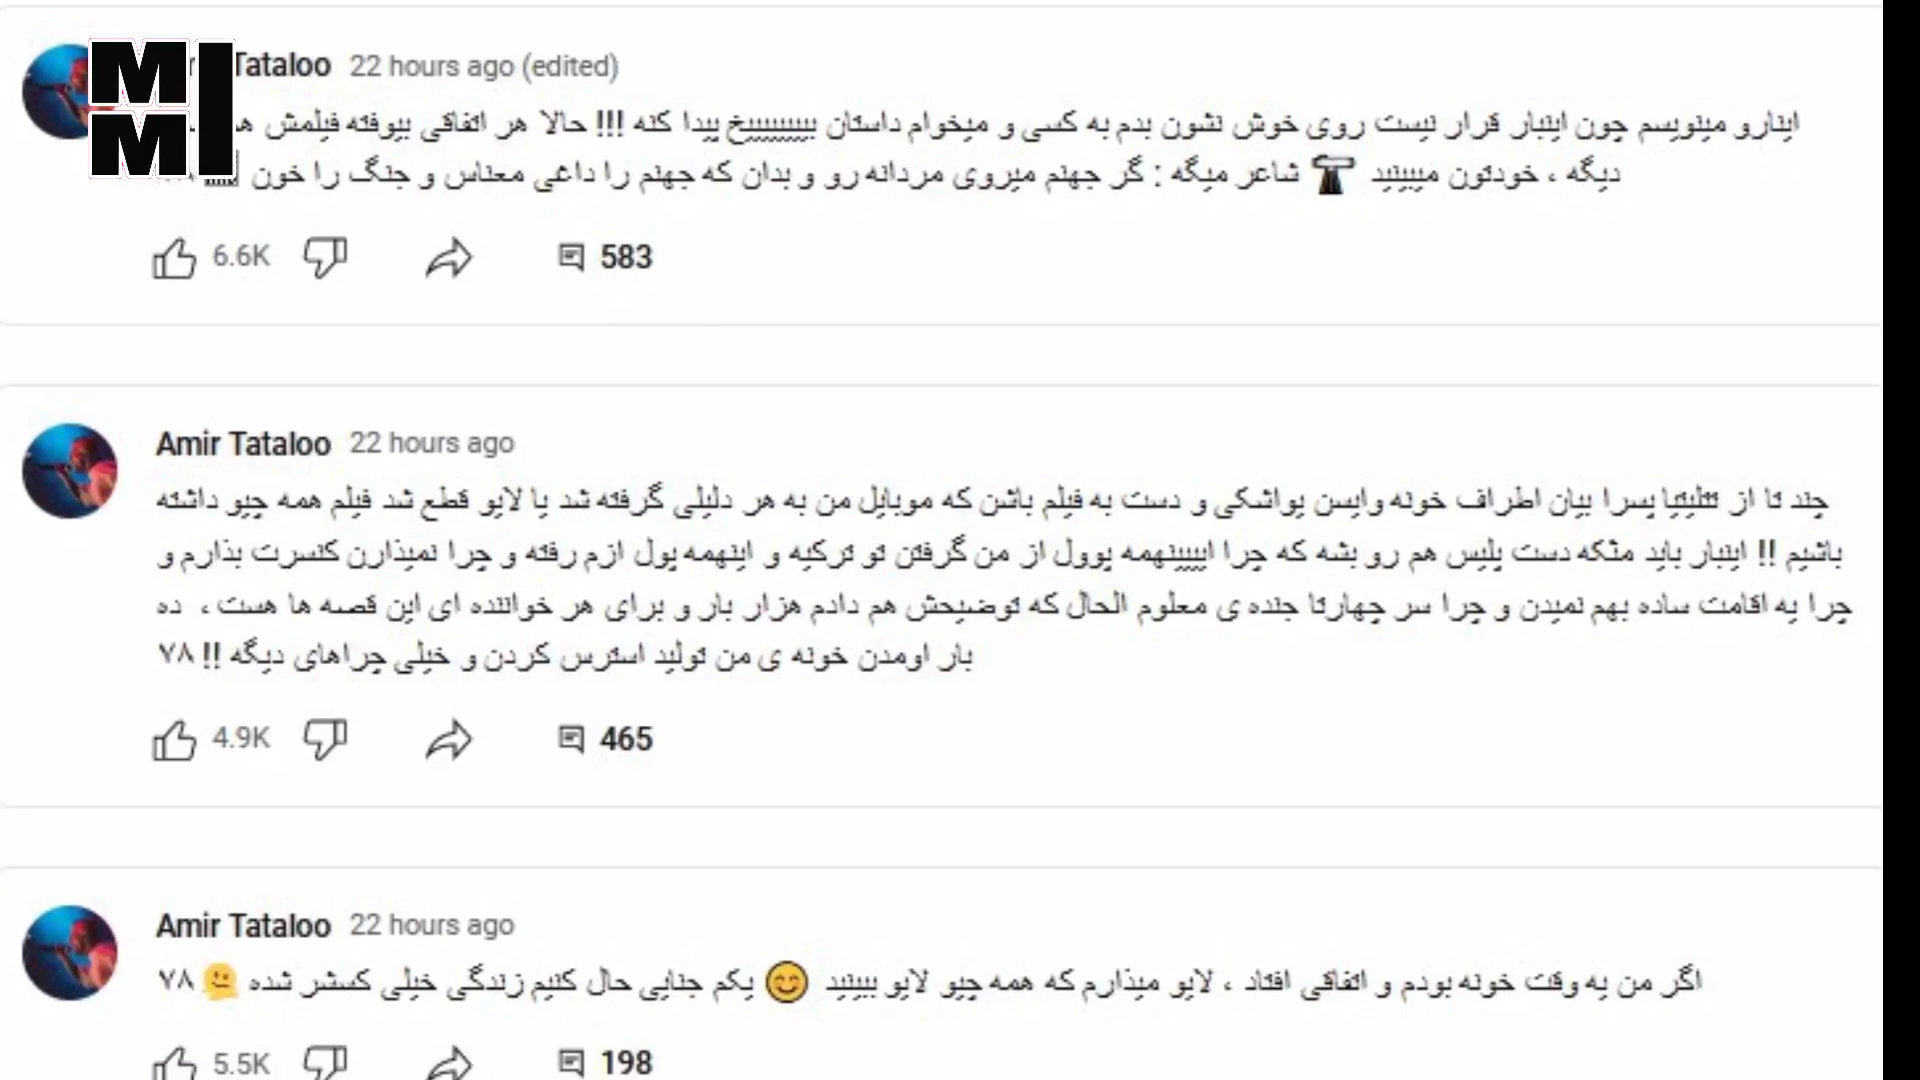 M
M I
Tataloo 22 hours ago (edited)
اینارو مینویسم چون اینبار قرار نیست روی خوش نشون بدم به کسی و میخوام داستان بییییییییخ پیدا کنه !!! حالا هر اتفاقی بیوفته فیلمش
دیگه ، خودتون میبینید شاعر میگه : گر جهنم میروی مردانه رو و بدان که جهنم را داغی معناس و جنگ را خون
6.6K 583
Amir Tataloo 22 hours ago
چند تا از تتلیتیا پسرا بیان اطراف خونه وایسن یواشکی و دست به فیلم باشن که موبایل من به هر دلیلی گرفته شد یا لایو قطع شد فیلم همه چیو داشته
باشیم !! اینبار باید مثکه دست پلیس هم رو بشه که چرا اییییینهمه پوول از من گرفتن تو ترکیه و اینهمه پول ازم رفته و چرا نمیذارن کنسرت بذارم و
چرا یه اقامت ساده بهم نمیدن و چرا سر چهارتا جنده ی معلوم الحال که توضیحش هم دادم هزار بار و برای هر خواننده ای این قصه ها هست ، ده
بار اومدن خونه ی من تولید استرس کردن و خیلی چراهای دیگه !! ۷۸
4.9K 465
Amir Tataloo 22 hours ago
اگر من یه وقت خونه بودم و اتفاقی افتاد ، لایو میذارم که همه چیو لایو ببینید 😊 یکم جنایی حال کنیم زندگی خیلی کسشر شده 🫠 ۷۸
5.5K 198